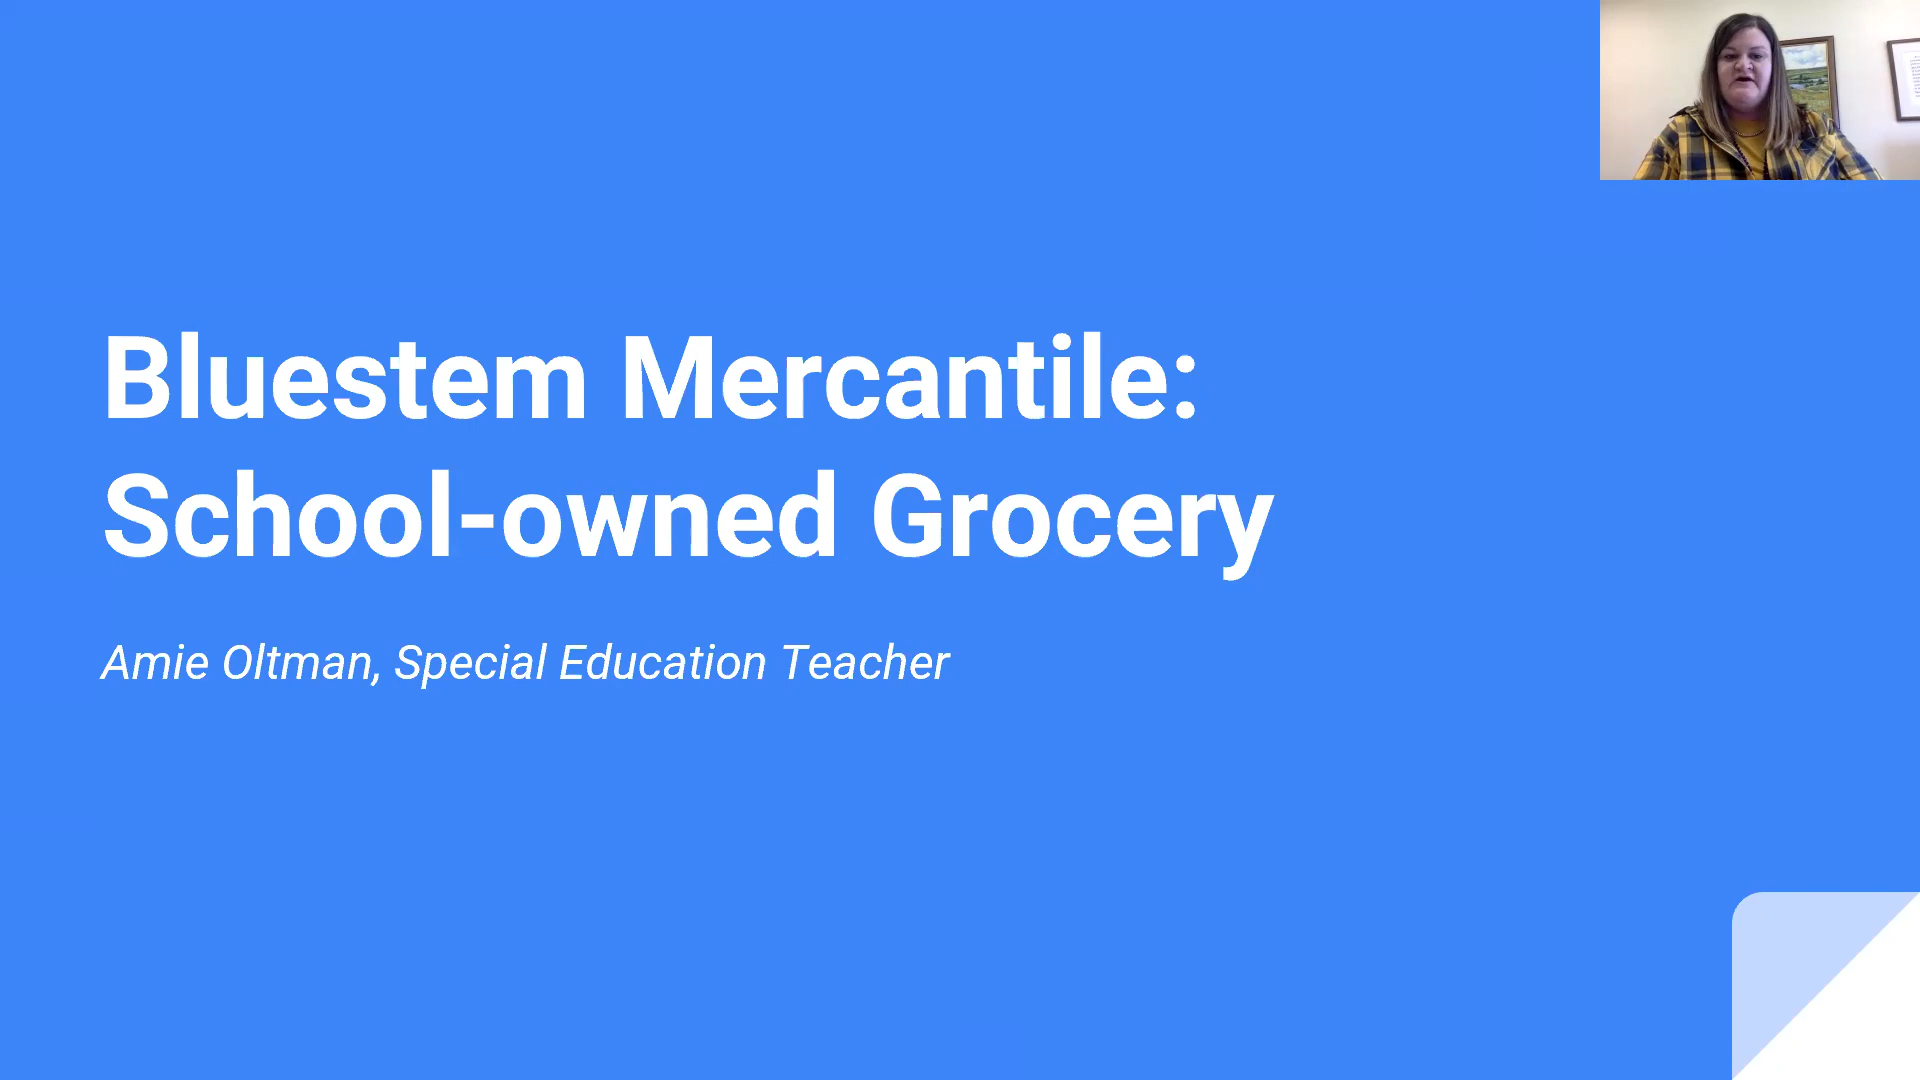 Bluestem Mercantile:
School-owned Grocery
Amie Oltman, Special Education Teacher